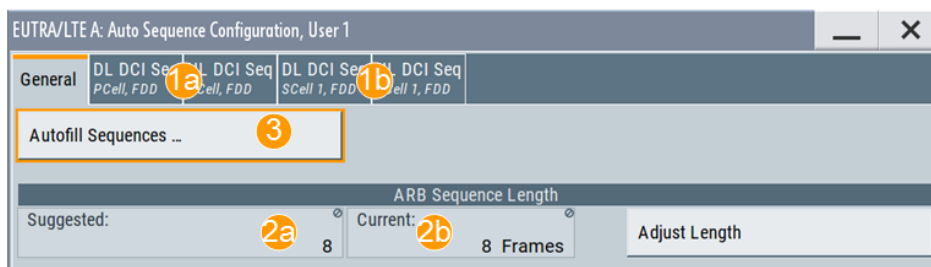 EUTRA/LTE A: Auto Sequence Configuration, User 1
General
DL DCI Seq
PCell, FDD
1a
DCI Seq
Cell, FDD
DL DCI Seq
SCell 1, FDD
1b
DCI Seq
Cell 1, FDD
Autofill Sequences ...
3
ARB Sequence Length
Suggested:
2a
8
Current:
2b
8 Frames
Adjust Length